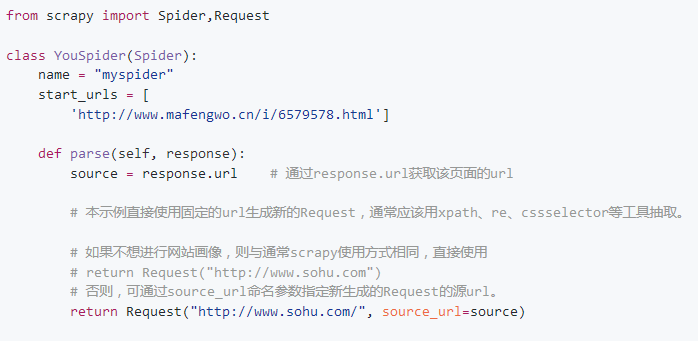 from scrapy import Spider,Request
class YouSpider(Spider):
name = "myspider"
start_urls = [
'http://www.mafengwo.cn/i/6579578.html']
def parse(self, response):
source = response.url # 通过response.url获取该页面的url
# 本示例直接使用固定的url生成新的Request，通常应该用xpath、re、cssselector等工具抽取。
# 如果不想进行网站画像，则与通常scrapy使用方式相同，直接使用
# return Request("http://www.sohu.com")
# 否则，可通过source_url命名参数指定新生成的Request的源url。
return Request("http://www.sohu.com/", source_url=source)